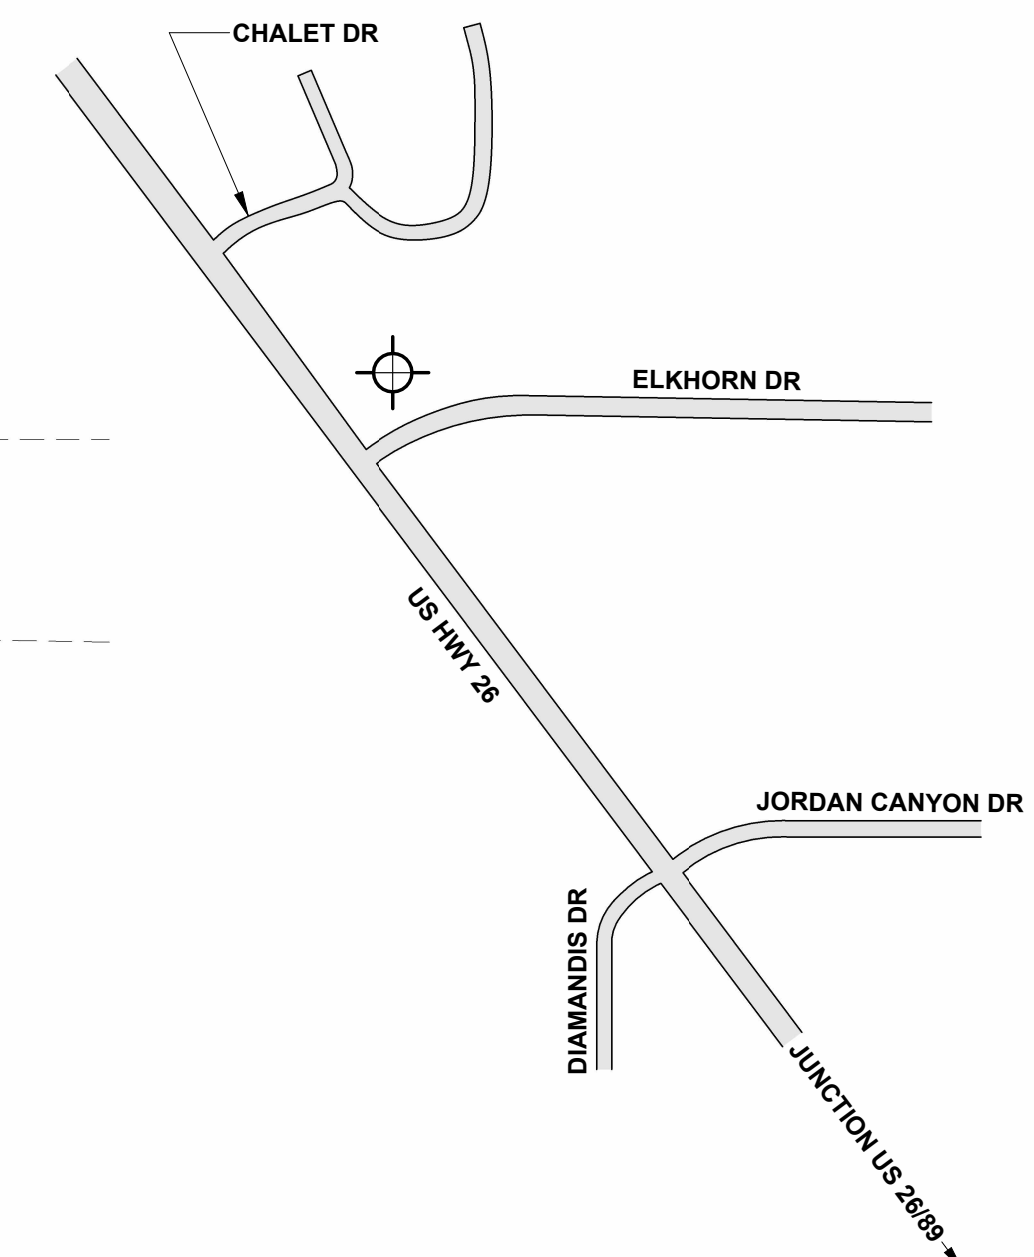 CHALET DR
ELKHORN DR
US HWY 26
JORDAN CANYON DR
DIAMANDIS DR
JUNCTION US 26/89